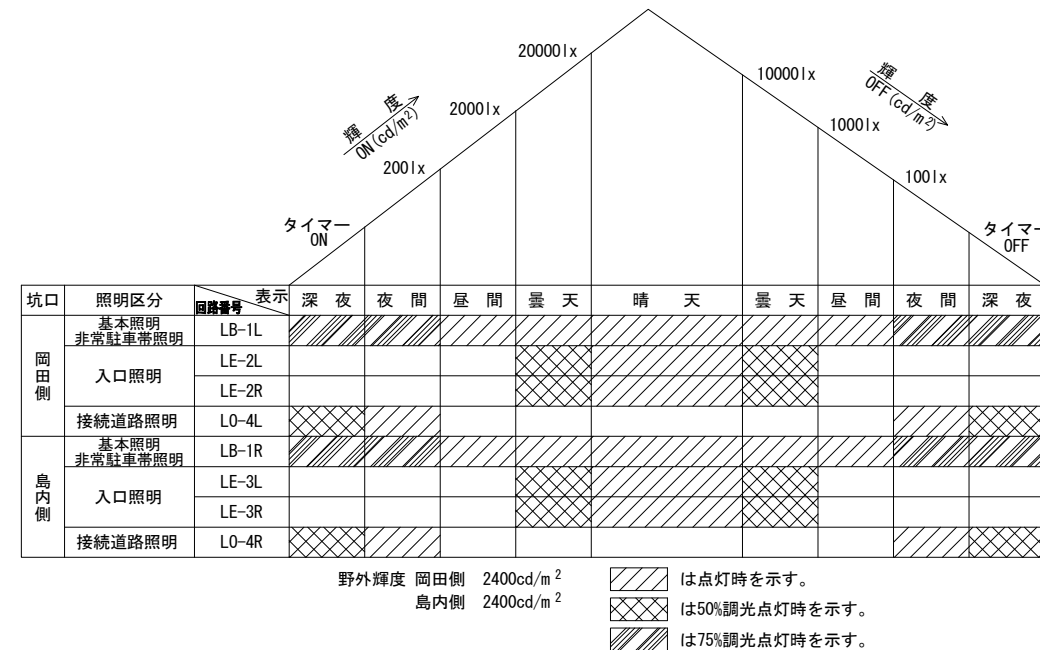 20000lx
10000lx
輝 度
ON(cd/m²)
輝 度
OFF(cd/m²)
2000lx
1000lx
200lx
100lx
タイマー
ON
タイマー
OFF
坑口 照明区分 表示 回路番号 深 夜 夜 間 昼 間 曇 天 晴 天 曇 天 昼 間 夜 間 深 夜
岡田側
基本照明
非常駐車帯照明 LB-1L
入口照明 LE-2L
LE-2R
接続道路照明 LO-4L
島内側
基本照明
非常駐車帯照明 LB-1R
入口照明 LE-3L
LE-3R
接続道路照明 LO-4R
野外輝度 岡田側 2400cd/m²
島内側 2400cd/m²
は点灯時を示す。
は50%調光点灯時を示す。
は75%調光点灯時を示す。